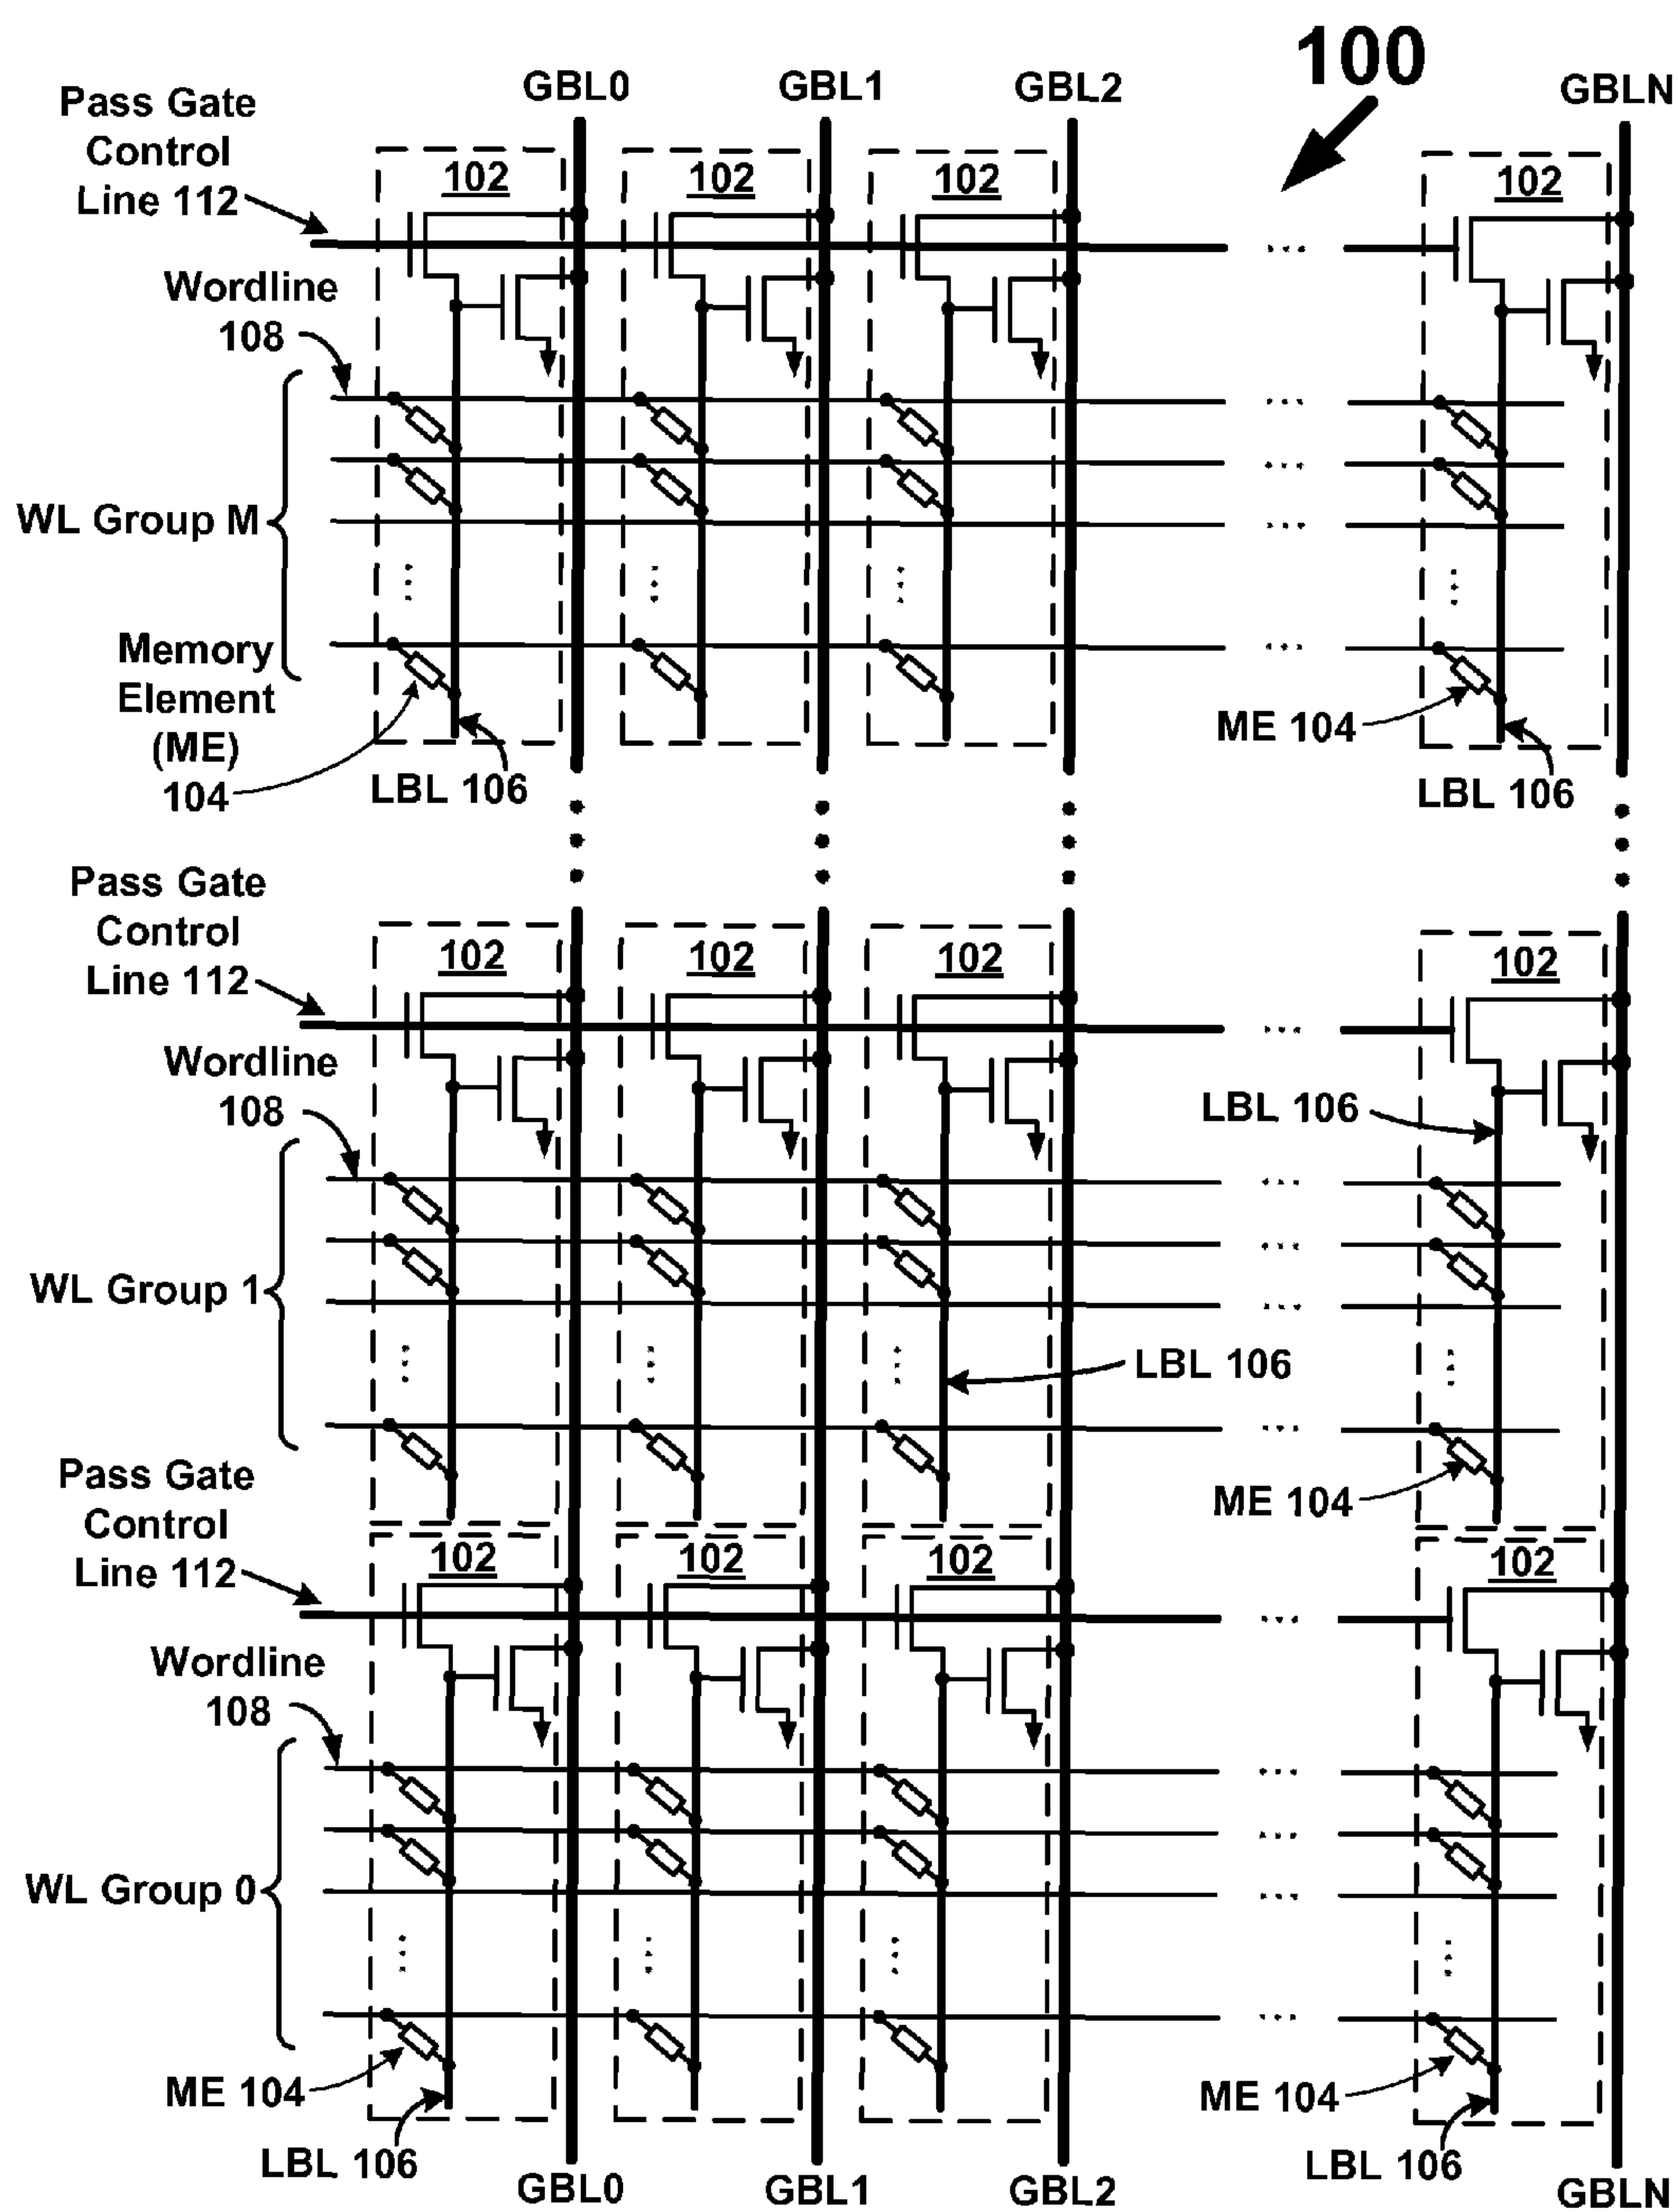 100
GBL0 GBL1 GBL2 GBLN
Pass Gate
Control
Line 112
102 102 102 102
Wordline
108
WL Group M
Memory
Element
(ME)
104
LBL 106
ME 104
LBL 106
Pass Gate
Control
Line 112
102 102 102 102
Wordline
108
LBL 106
WL Group 1
LBL 106
ME 104
Pass Gate
Control
Line 112
102 102 102 102
Wordline
108
WL Group 0
ME 104
ME 104
LBL 106
LBL 106
GBL0 GBL1 GBL2 GBLN